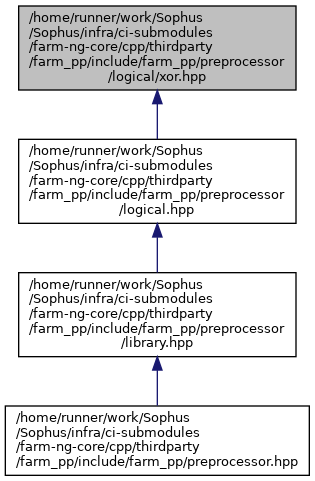 /home/runner/work/Sophus
/Sophus/infra/ci-submodules
/farm-ng-core/cpp/thirdparty
/farm_pp/include/farm_pp/preprocessor
/logical/xor.hpp
/home/runner/work/Sophus
/Sophus/infra/ci-submodules
/farm-ng-core/cpp/thirdparty
/farm_pp/include/farm_pp/preprocessor
/logical.hpp
/home/runner/work/Sophus
/Sophus/infra/ci-submodules
/farm-ng-core/cpp/thirdparty
/farm_pp/include/farm_pp/preprocessor
/library.hpp
/home/runner/work/Sophus
/Sophus/infra/ci-submodules
/farm-ng-core/cpp/thirdparty
/farm_pp/include/farm_pp/preprocessor.hpp